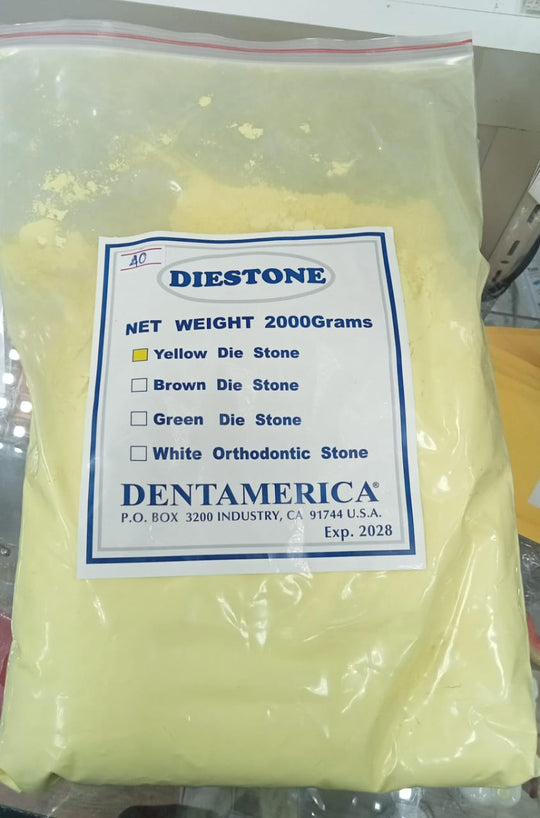 40
DIESTONE
NET WEIGHT 2000Grams
Yellow Die Stone
Brown Die Stone
Green Die Stone
White Orthodontic Stone
DENTAMERICA®
P.O. BOX 3200 INDUSTRY, CA 91744 U.S.A.
Exp. 2028